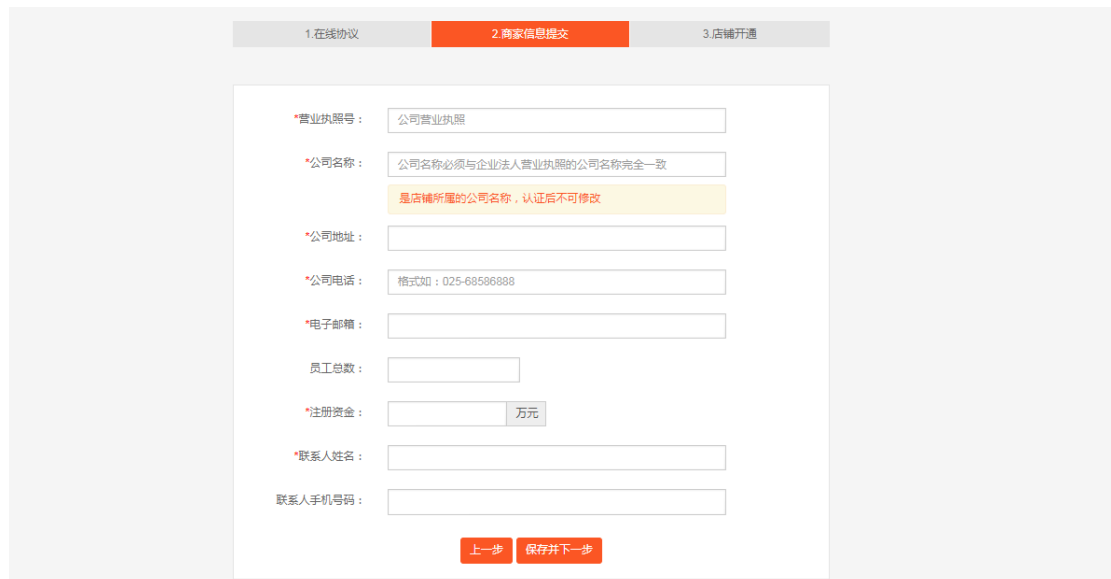 1.在线协议 2.商家信息提交 3.店铺开通
*营业执照号： 公司营业执照
*公司名称： 公司名称必须与企业法人营业执照的公司名称完全一致
是店铺所属的公司名称，认证后不可修改
*公司地址：
*公司电话： 格式如：025-68586888
*电子邮箱：
员工总数：
*注册资金： 万元
*联系人姓名：
联系人手机号码：
上一步 保存并下一步